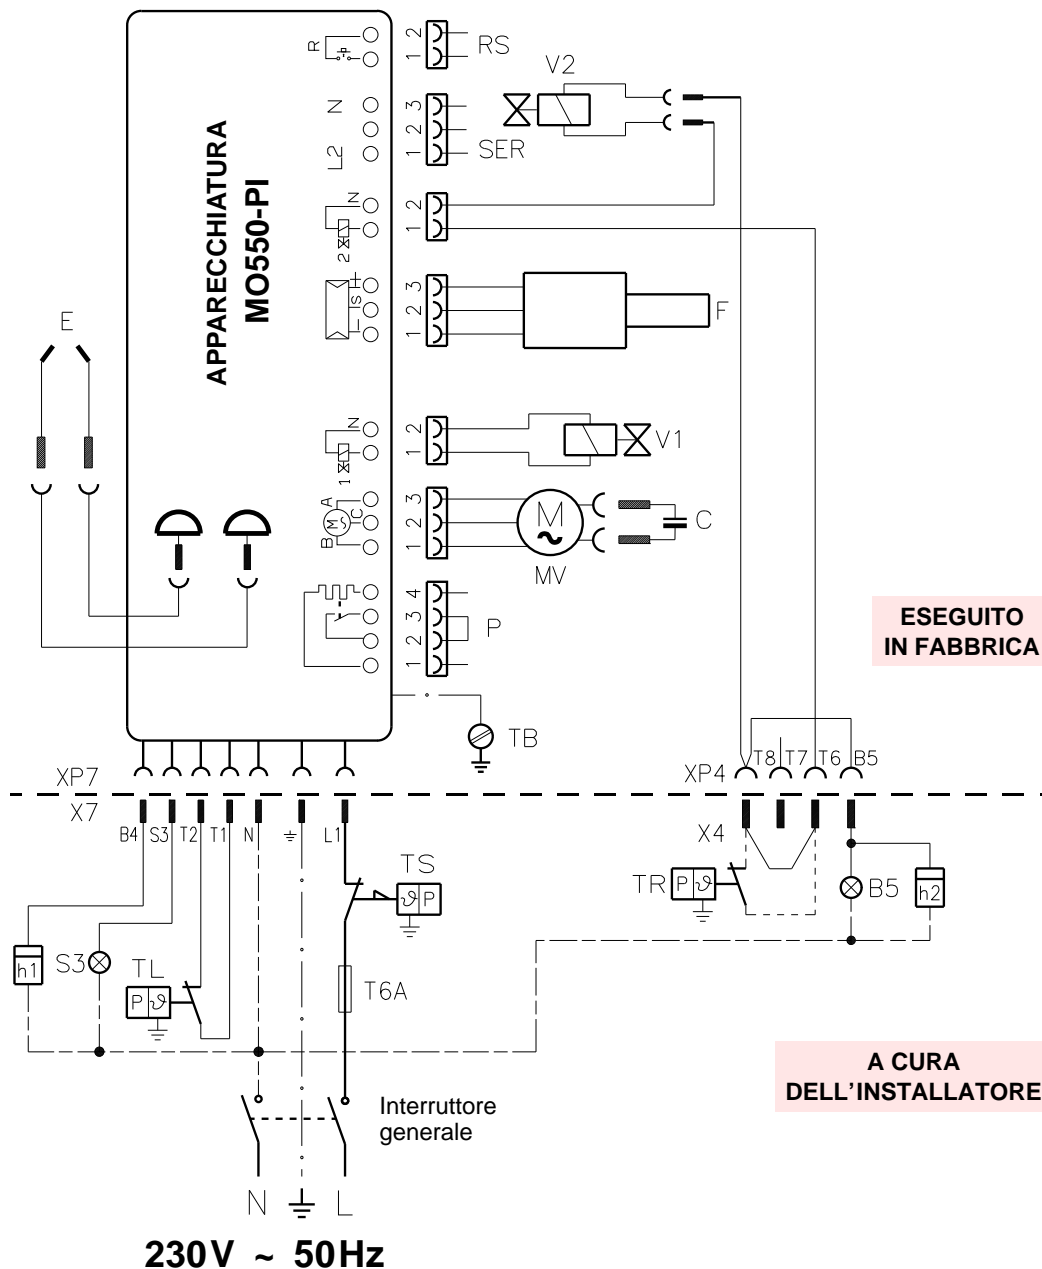 APPARECCHIATURA
MO550-PI
R
2
1
RS
N
L2
3
2
1
SER
V2
N
2
2
1
H
S
L
3
2
1
F
E
N
1
2
1
V1
A
C
B
M
3
2
1
M
MV
C
4
3
2
1
P
ESEGUITO
IN FABBRICA
TB
XP7
XP4
T8
T7
T6
B5
X7
B4
S3
T2
T1
N
L1
X4
TS
ϑ
P
TR
P
ϑ
B5
h2
h1
S3
TL
P
ϑ
T6A
A CURA
DELL'INSTALLATORE
Interruttore
generale
N
L
230V ~ 50Hz